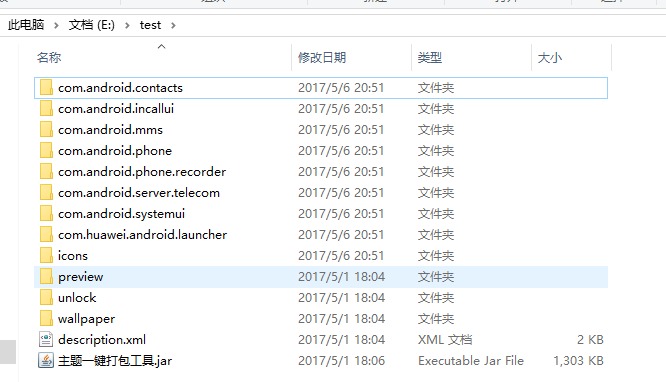 此电脑 文档 (E:) test
名称 修改日期 类型 大小
com.android.contacts 2017/5/6 20:51 文件夹
com.android.incallui 2017/5/6 20:51 文件夹
com.android.mms 2017/5/6 20:51 文件夹
com.android.phone 2017/5/6 20:51 文件夹
com.android.phone.recorder 2017/5/6 20:51 文件夹
com.android.server.telecom 2017/5/6 20:51 文件夹
com.android.systemui 2017/5/6 20:51 文件夹
com.huawei.android.launcher 2017/5/6 20:51 文件夹
icons 2017/5/6 20:51 文件夹
preview 2017/5/1 18:04 文件夹
unlock 2017/5/1 18:04 文件夹
wallpaper 2017/5/1 18:04 文件夹
description.xml 2017/5/1 18:04 XML 文档 2 KB
主题一键打包工具.jar 2017/5/1 18:06 Executable Jar File 1,303 KB